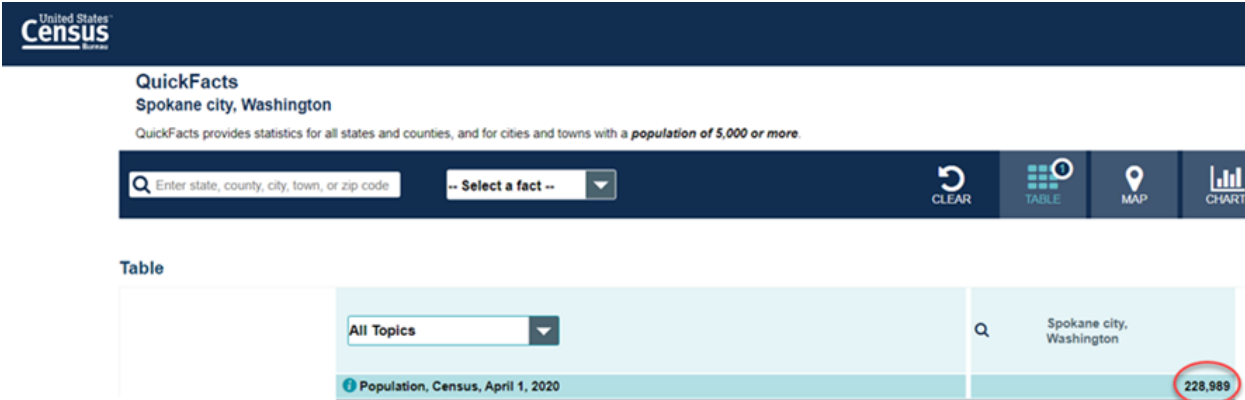 United States™
Census
Bureau
QuickFacts
Spokane city, Washington
QuickFacts provides statistics for all states and counties, and for cities and towns with a population of 5,000 or more.
Enter state, county, city, town, or zip code
-- Select a fact --
CLEAR
1
TABLE
MAP
CHART
Table
All Topics
Spokane city,
Washington
Population, Census, April 1, 2020
228,989